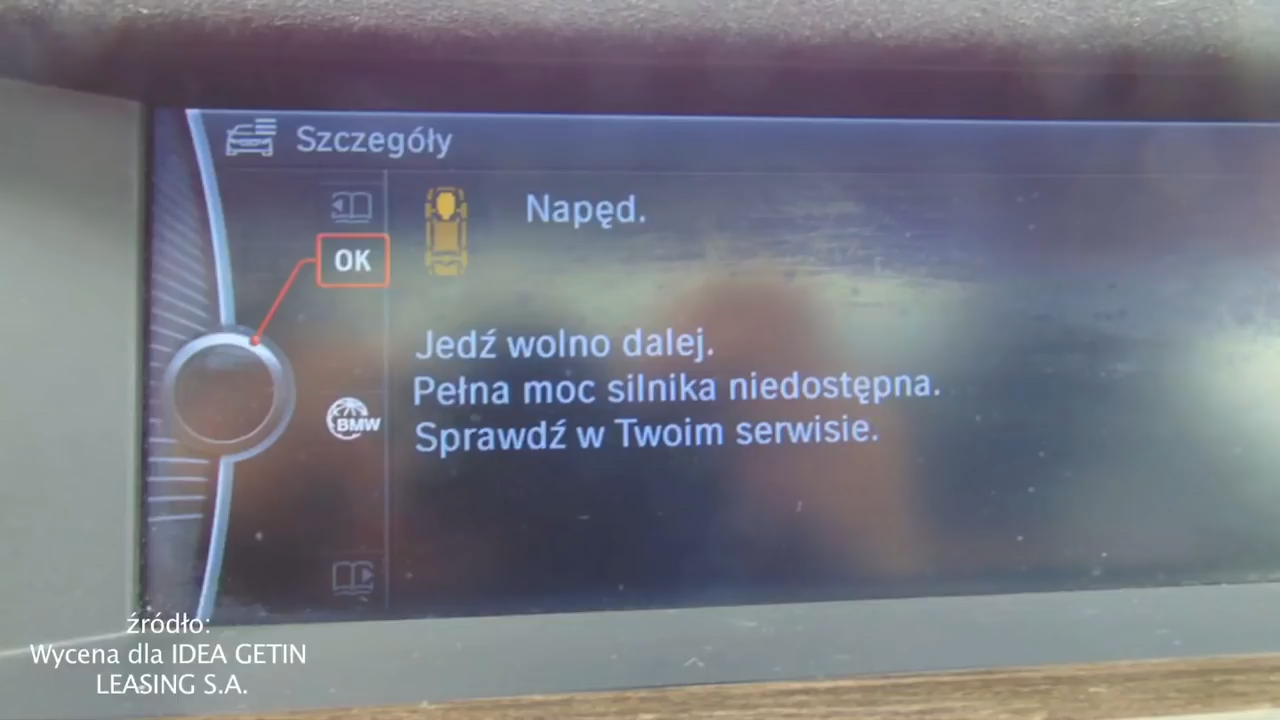 Szczegóły
Napęd.
OK
Jedź wolno dalej.
Pełna moc silnika niedostępna.
BMW
Sprawdź w Twoim serwisie.
źródło:
Wycena dla IDEA GETIN
LEASING S.A.